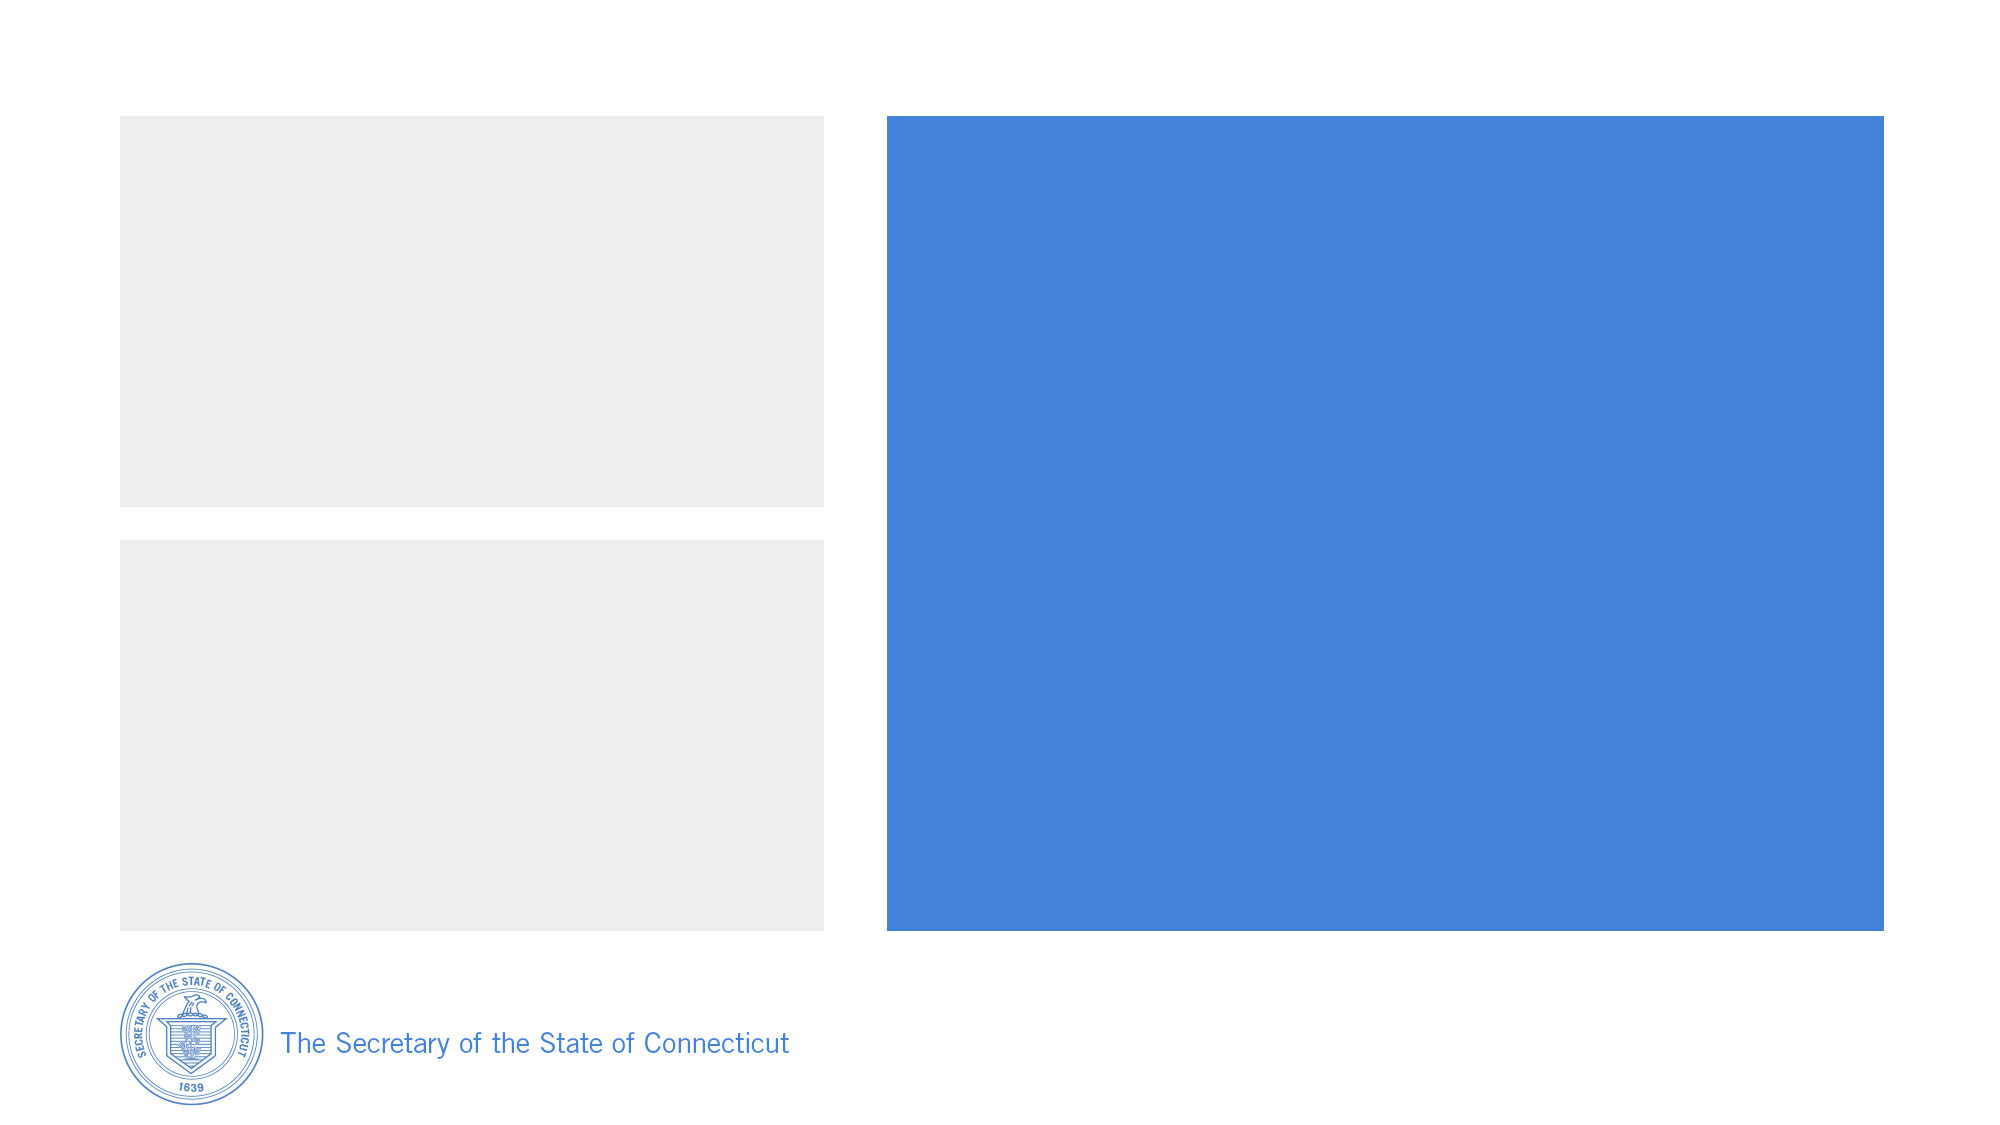 SECRETARY OF THE STATE OF CONNECTICUT
1639
The Secretary of the State of Connecticut